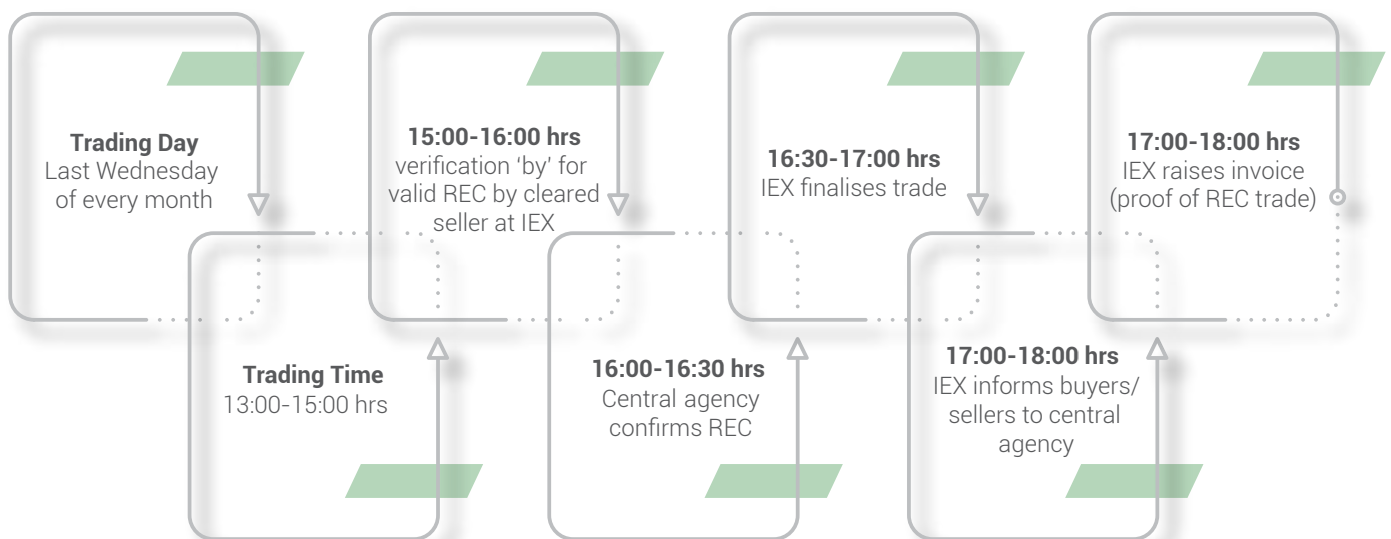 Trading Day
Last Wednesday
of every month
Trading Time
13:00-15:00 hrs
15:00-16:00 hrs
verification ‘by’ for
valid REC by cleared
seller at IEX
16:00-16:30 hrs
Central agency
confirms REC
16:30-17:00 hrs
IEX finalises trade
17:00-18:00 hrs
IEX informs buyers/
sellers to central
agency
17:00-18:00 hrs
IEX raises invoice
(proof of REC trade)